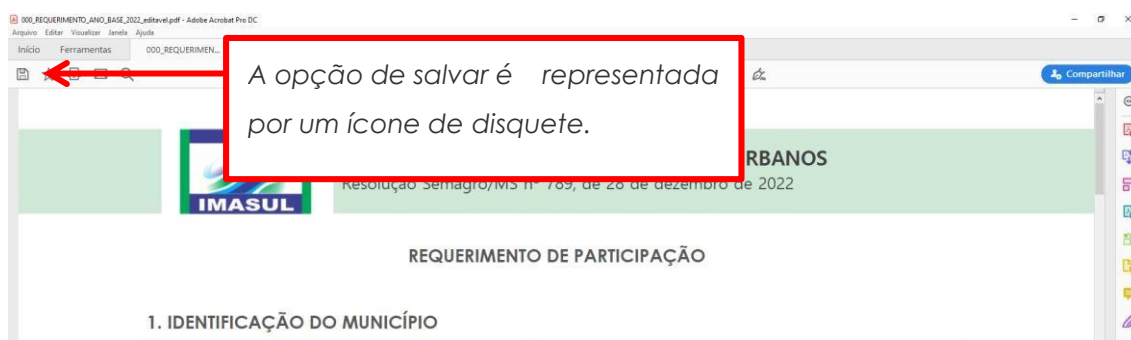 000_REQUERIMENTO_ANO_BASE_2022_editavel.pdf - Adobe Acrobat Pro DC
Arquivo Editar Visualizar Janela Ajuda
Início Ferramentas 000_REQUERIMEN...
Compartilhar
A opção de salvar é representada
por um ícone de disquete.
RBANOS
Resolução Semagro/MS nº 789, de 28 de dezembro de 2022
IMASUL
REQUERIMENTO DE PARTICIPAÇÃO
1. IDENTIFICAÇÃO DO MUNICÍPIO